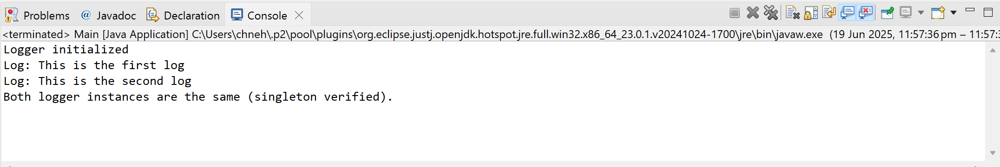 Problems @ Javadoc Declaration Console
<terminated> Main [Java Application] C:\Users\chneh\.p2\pool\plugins\org.eclipse.justj.openjdk.hotspot.jre.full.win32.x86_64_23.0.1.v20241024-1700\jre\bin\javaw.exe (19 Jun 2025, 11:57:36 pm – 11:57:
Logger initialized
Log: This is the first log
Log: This is the second log
Both logger instances are the same (singleton verified).